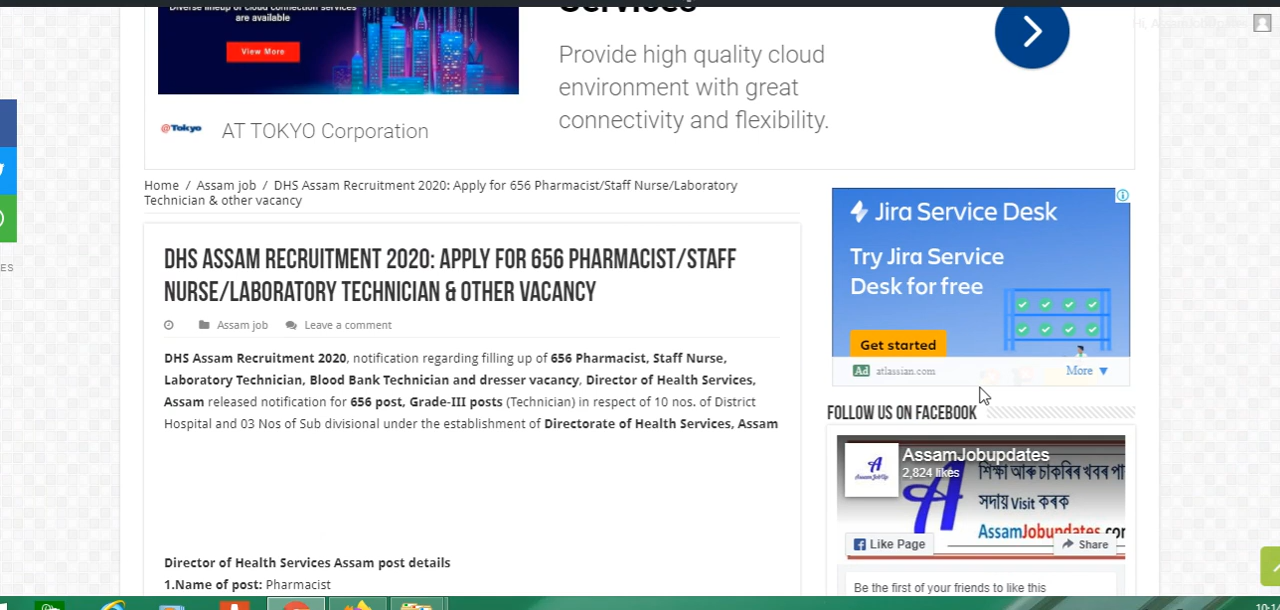 are available
View More
Services
Provide high quality cloud
environment with great
connectivity and flexibility.
@Tokyo
AT TOKYO Corporation
Home / Assam job / DHS Assam Recruitment 2020: Apply for 656 Pharmacist/Staff Nurse/Laboratory
Technician & other vacancy
DHS ASSAM RECRUITMENT 2020: APPLY FOR 656 PHARMACIST/STAFF
NURSE/LABORATORY TECHNICIAN & OTHER VACANCY
Assam job
Leave a comment
DHS Assam Recruitment 2020, notification regarding filling up of 656 Pharmacist, Staff Nurse,
Laboratory Technician, Blood Bank Technician and dresser vacancy, Director of Health Services,
Assam released notification for 656 post, Grade-III posts (Technician) in respect of 10 nos. of District
Hospital and 03 Nos of Sub divisional under the establishment of Directorate of Health Services, Assam
Director of Health Services Assam post details
1.Name of post: Pharmacist
Jira Service Desk
Try Jira Service
Desk for free
Get started
Ad atlassian.com
More
FOLLOW US ON FACEBOOK
AssamJobupdates
2,824 likes
শিক্ষা আৰু চাকৰিৰ খবৰ
সদায় Visit কৰক
AssamJobupdates.com
Like Page
Share
Be the first of your friends to like this